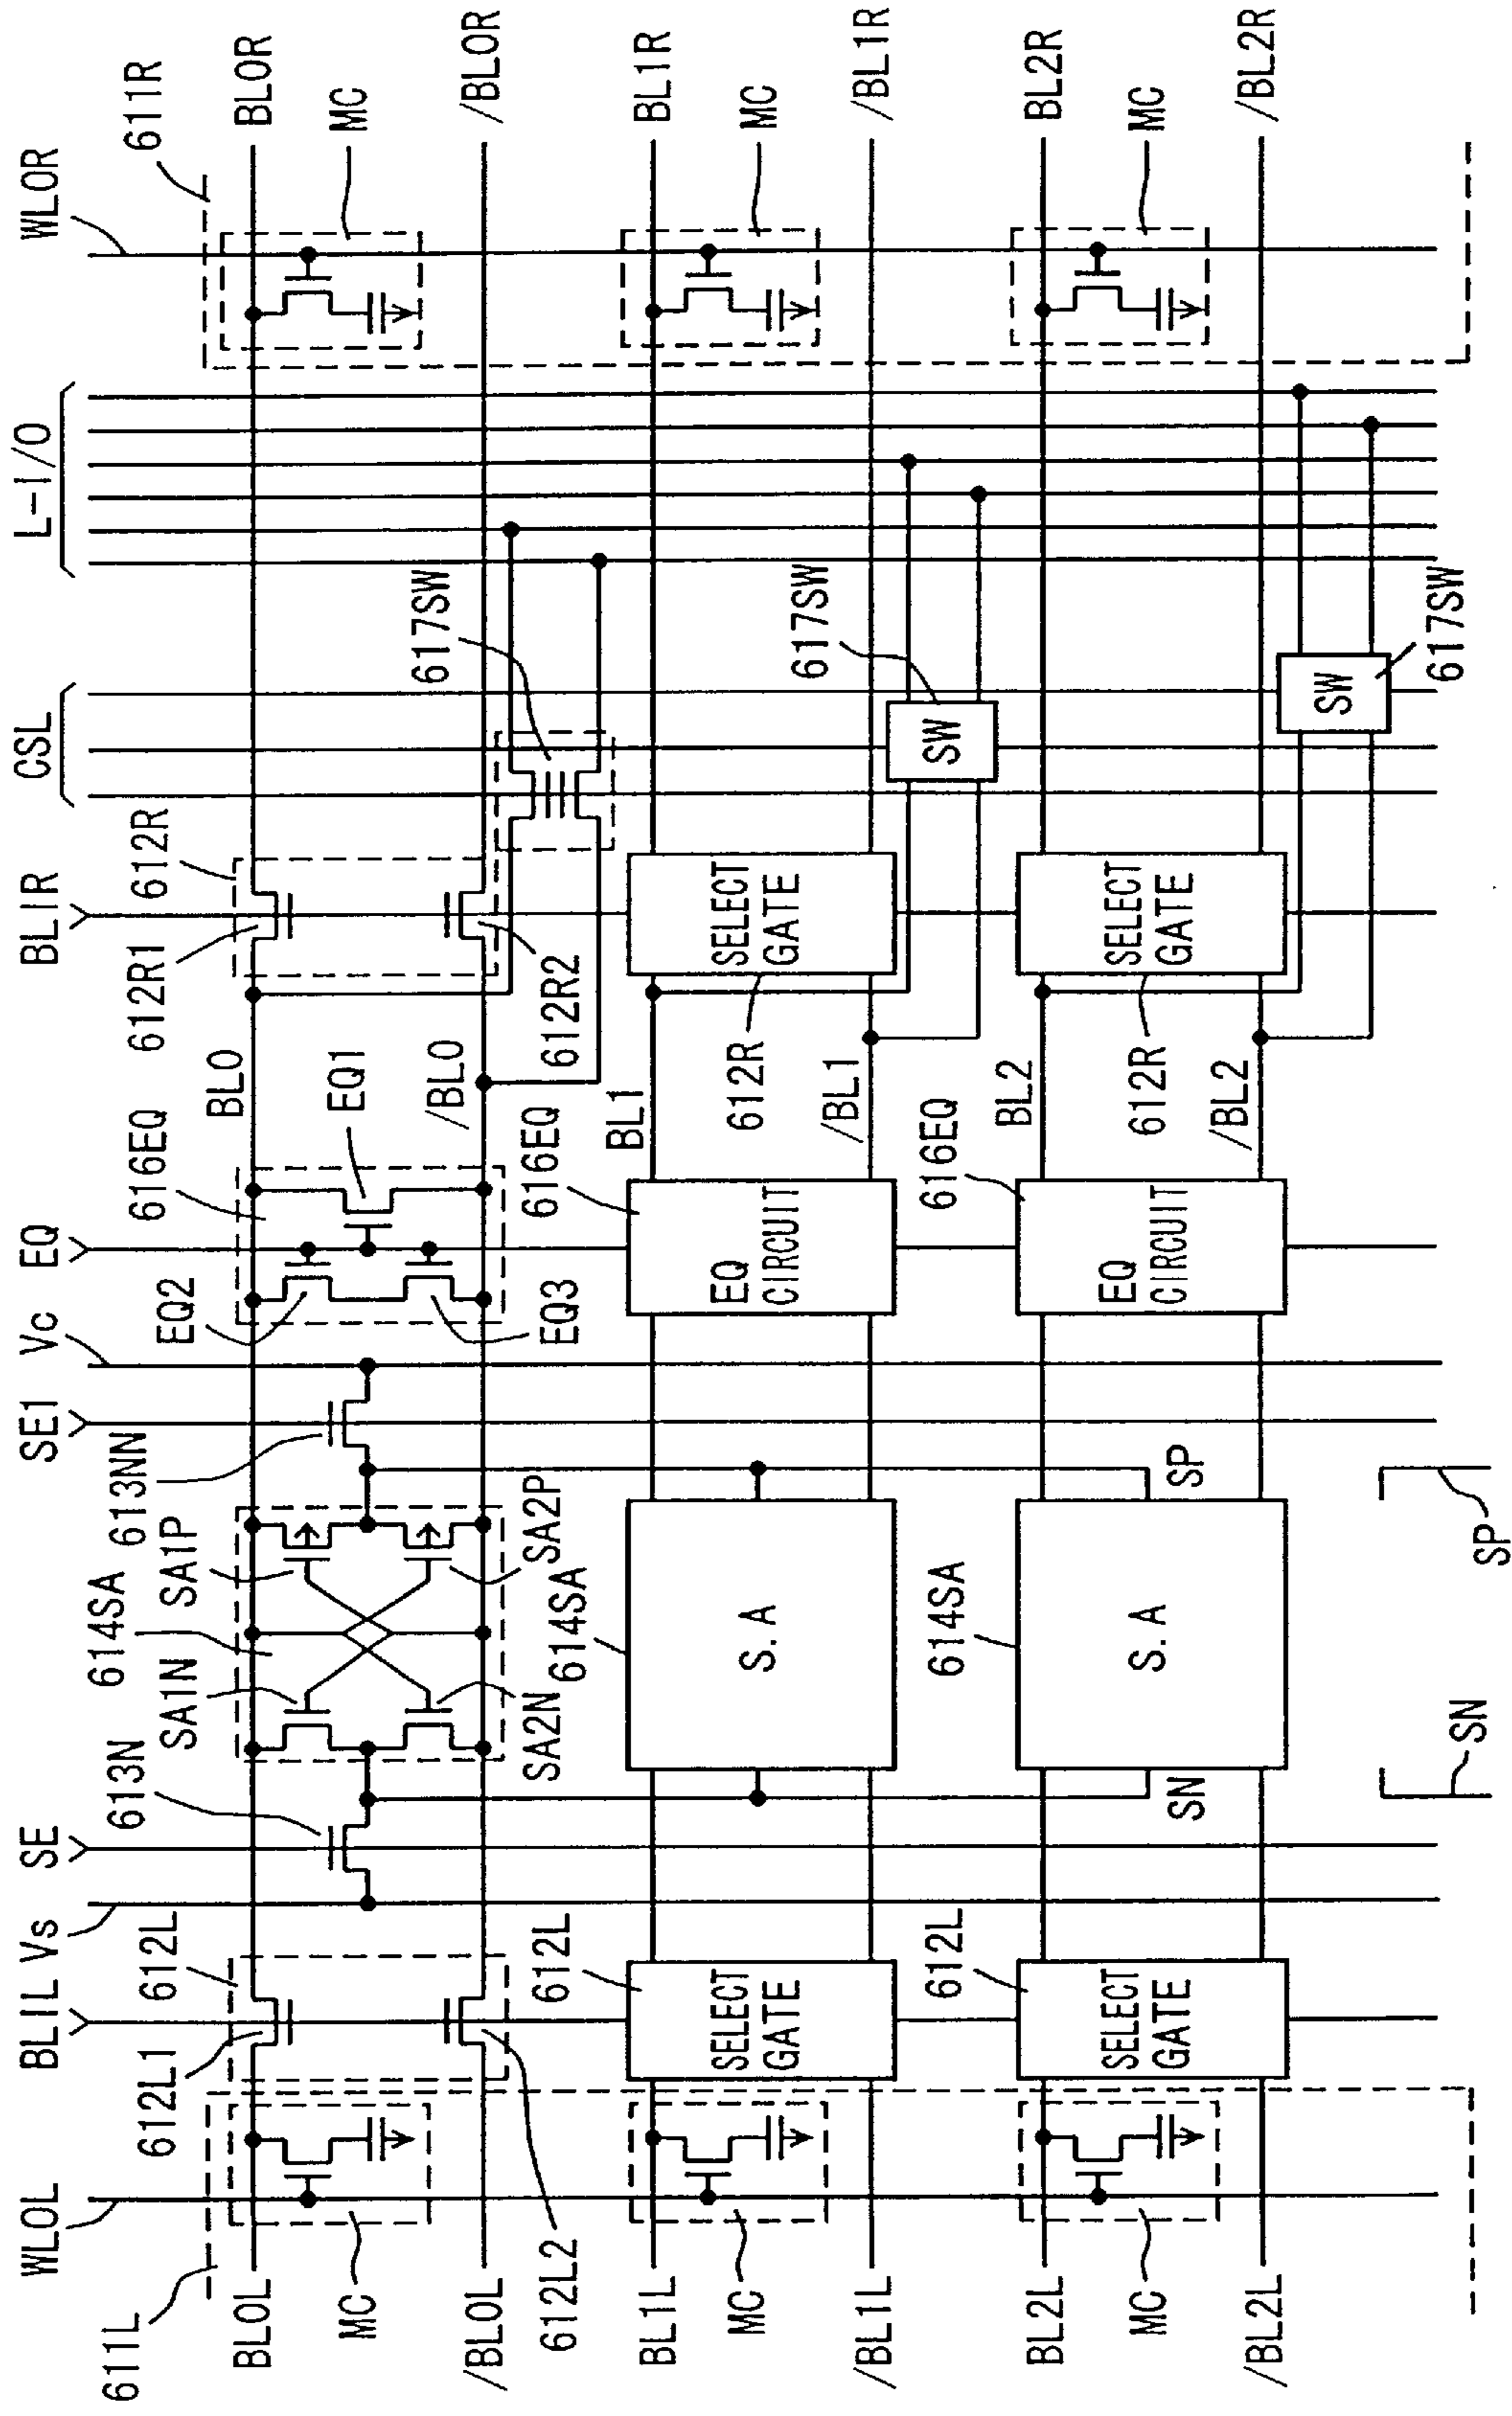 WL0L
BLIL
Vs
SE
SE1
Vc
EQ
BLIR
CSL
L-I/O
WL0R
611L
612L1
612L
613N
SA1N
614SA
SA1P
613NN
EQ2
616EQ
612R1
612R
611R
BL0L
BL0
BL0R
MC
EQ1
MC
/BL0L
/BL0
617SW
/BL0R
612L2
612L
SA2N
614SA
SA2P
EQ3
616EQ
612R2
BL1L
BL1
BL1R
MC
SELECT
GATE
S.A
EQ
CIRCUIT
612R
SELECT
GATE
617SW
MC
/BL1L
/BL1
/BL1R
612L
614SA
616EQ
SW
BL2L
BL2
BL2R
MC
SELECT
GATE
SN
S.A
SP
EQ
CIRCUIT
612R
SELECT
GATE
MC
/BL2L
/BL2
/BL2R
SW
617SW
SN
SP